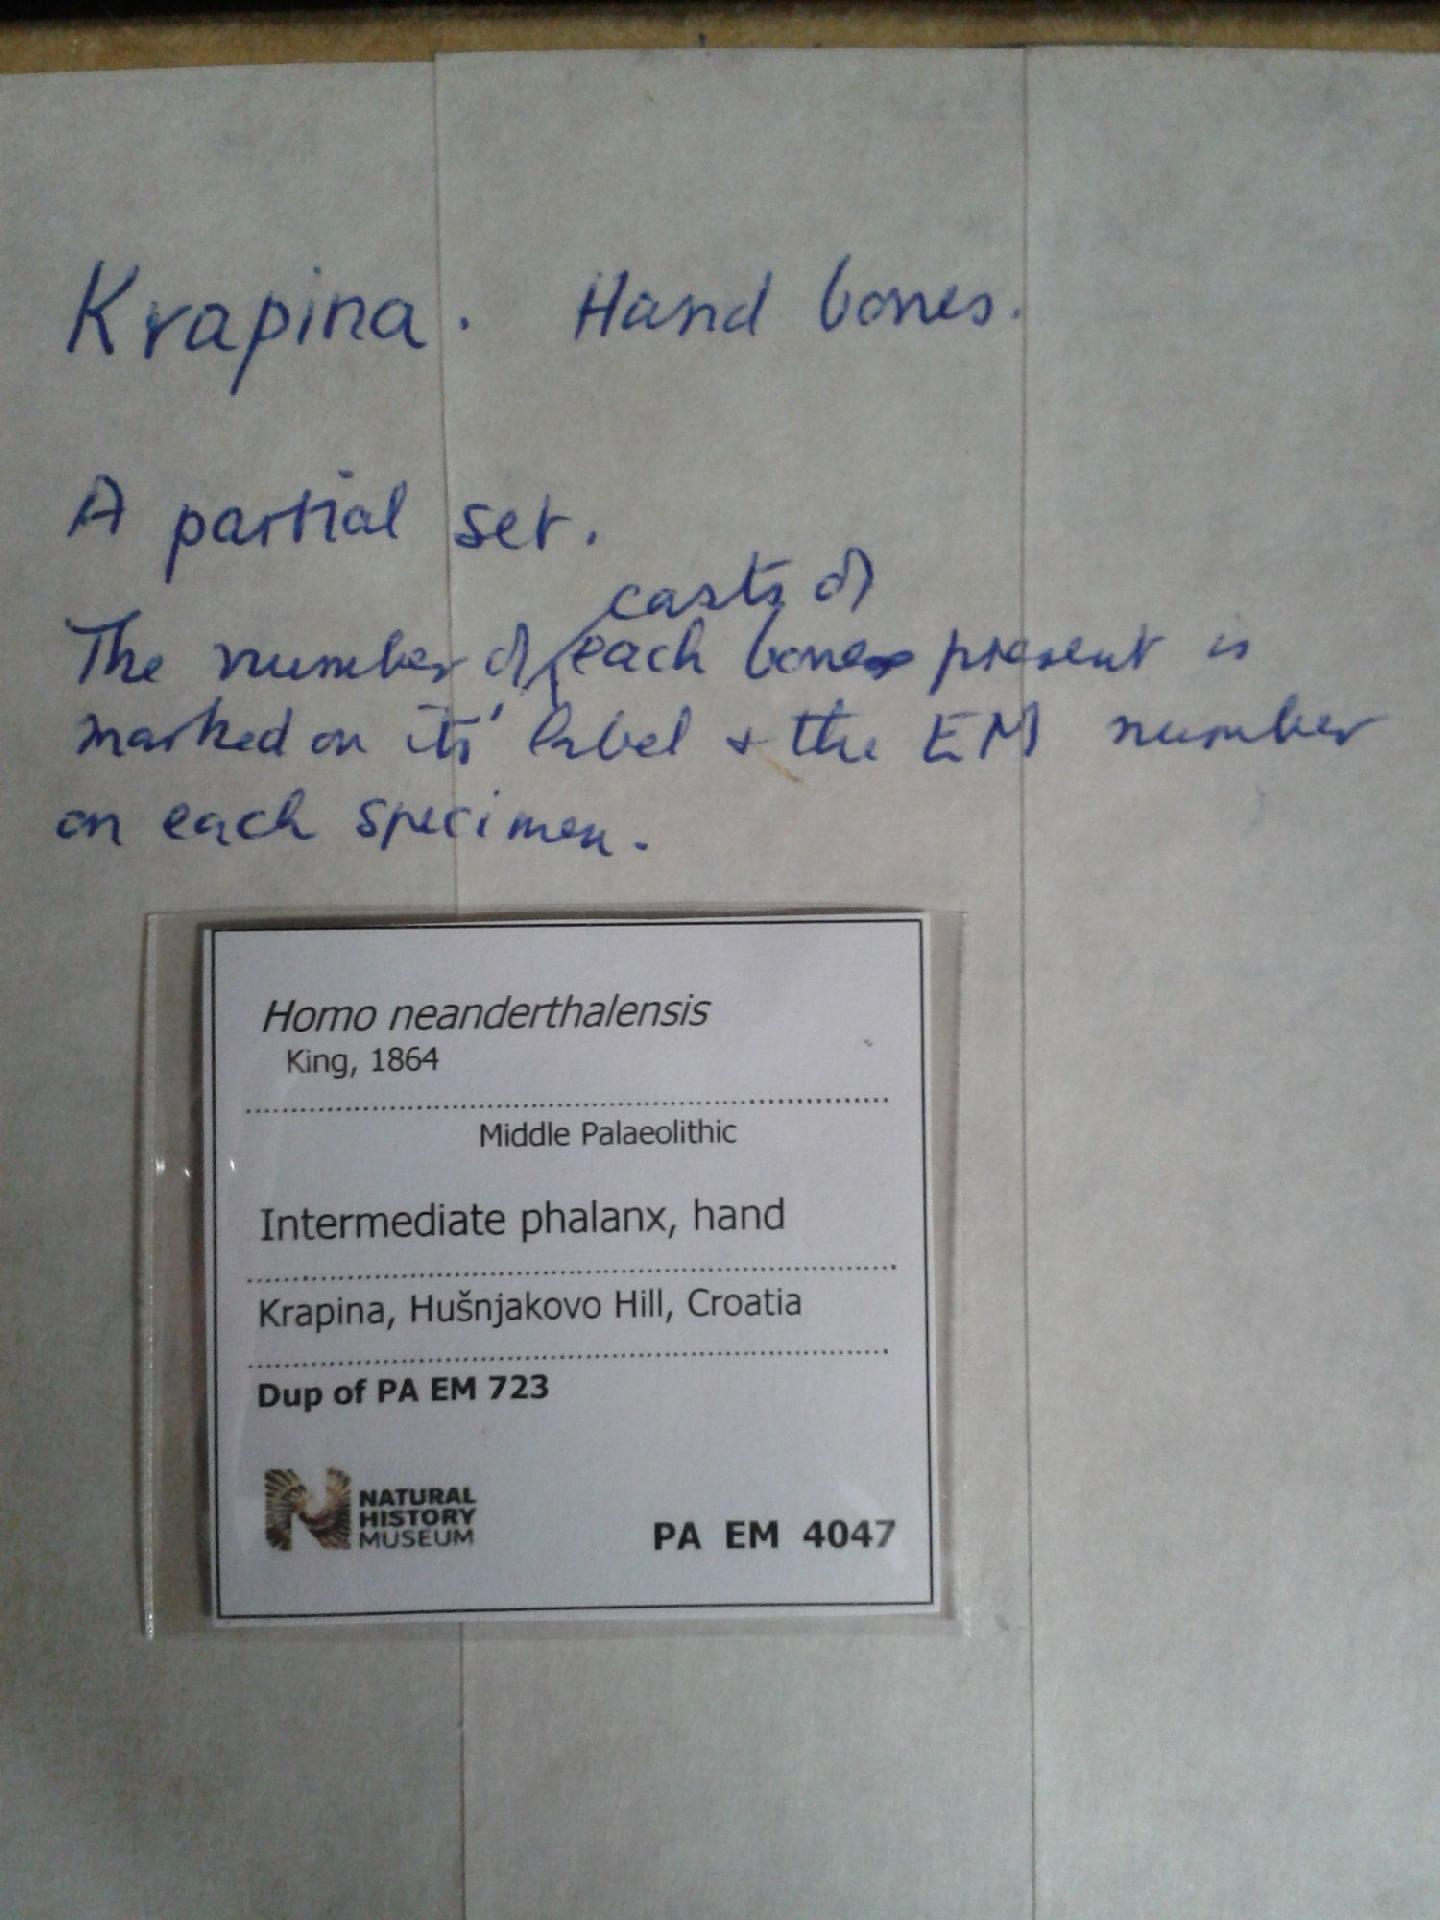 Krapina. Hand bones.
A partial set.
casts of
The number of each bone present is
marked on its' label + the EM number
on each specimen.
Homo neanderthalensis
King, 1864
Middle Palaeolithic
Intermediate phalanx, hand
Krapina, Hušnjakovo Hill, Croatia
Dup of PA EM 723
NATURAL
HISTORY
MUSEUM
PA EM 4047